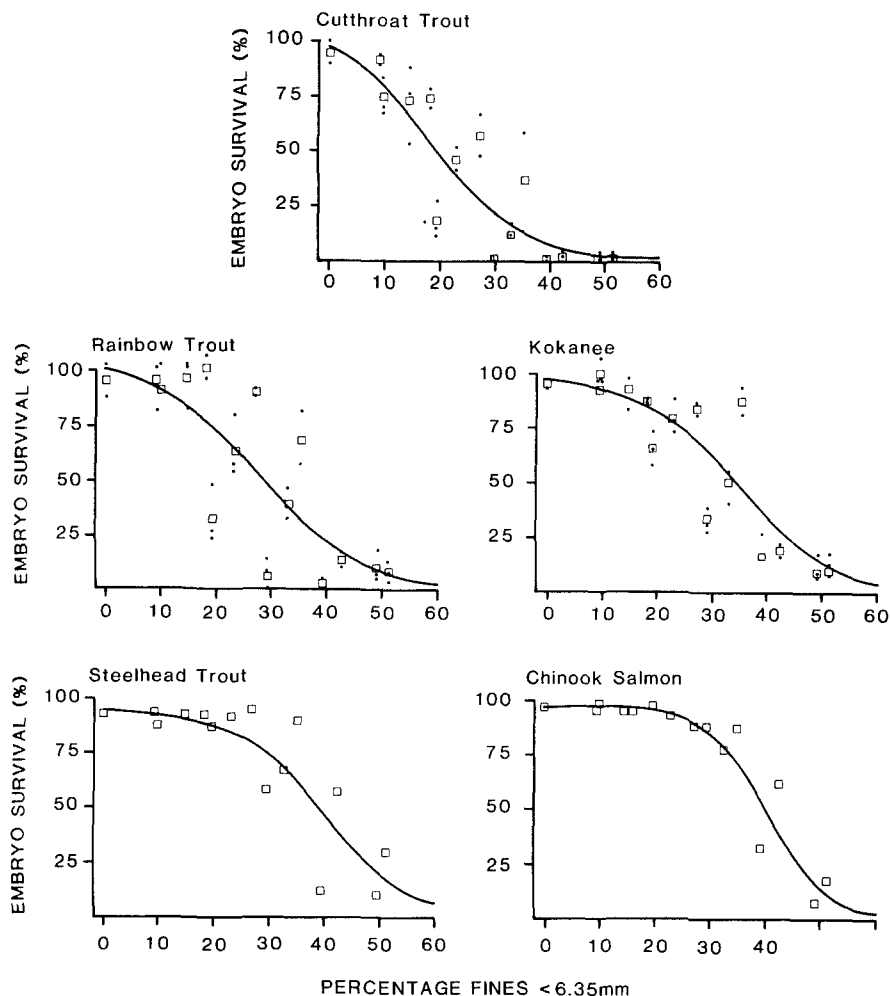 Cutthroat Trout
EMBRYO SURVIVAL (%)
100
75
50
25
0 10 20 30 40 50 60
Rainbow Trout
EMBRYO SURVIVAL (%)
100
75
50
25
0 10 20 30 40 50 60
Kokanee
100
75
50
25
0 10 20 30 40 50 60
Steelhead Trout
EMBRYO SURVIVAL (%)
100
75
50
25
0 10 20 30 40 50 60
Chinook Salmon
100
75
50
25
0 10 20 30 40
PERCENTAGE FINES <6.35mm